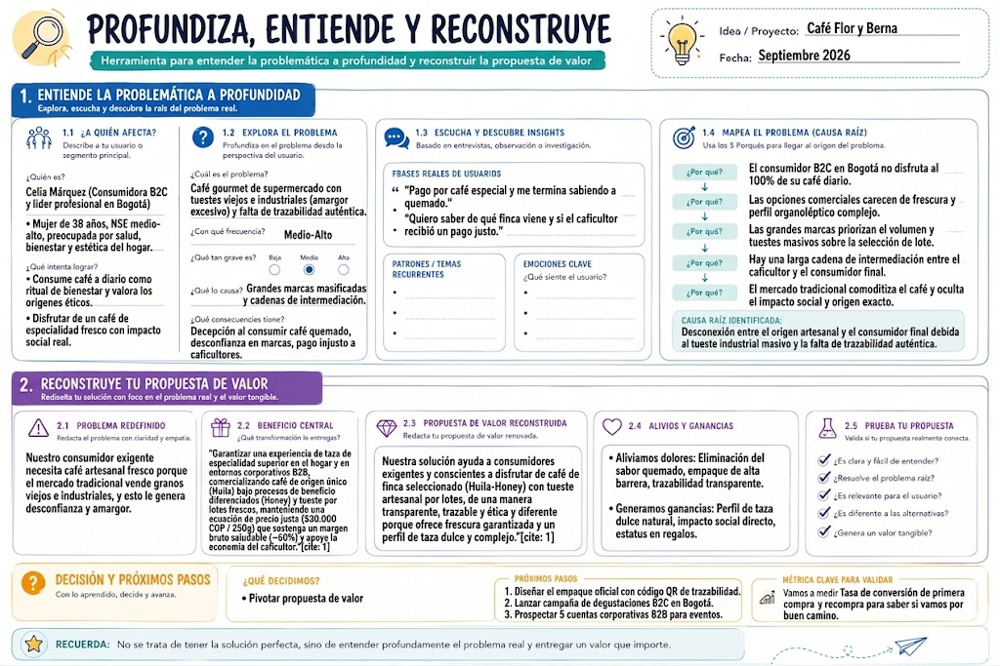 PROFUNDIZA, ENTIENDE Y RECONSTRUYE
Herramienta para entender la problemática a profundidad y reconstruir la propuesta de valor
Idea / Proyecto: Café Flor y Berna
Fecha: Septiembre 2026
1. ENTIENDE LA PROBLEMÁTICA A PROFUNDIDAD
Explora, escucha y descubre la raís del problema real.
1.1 ¿A QUIÉN AFECTA?
Describe a tu usuario o
segmento principal.
¿Quién es?
Celia Márquez (Consumidora B2C
y líder profesional en Bogotá)
• Mujer de 38 años, NSE medio-
alto, preocupada por salud,
bienestar y estética del hogar.
¿Qué intenta lograr?
• Consume café a diario como
ritual de bienestar y valora los
orígenes éticos.
• Disfrutar de un café de
especialidad fresco con impacto
social real.
1.2 EXPLORA EL PROBLEMA
Profundiza en el problema desde la
perspectiva del usuario.
¿Cuál es el problema?
Café gourmet de supermercado con
tuestes viejos e industriales (amargor
excesivo) y falta de trazabilidad auténtica.
¿Con qué frecuencia? Medio-Alto
¿Qué tan grave es? Baja Media Alta
¿Qué lo causa? Grandes marcas masificadas
y cadenas de intermediación.
¿Qué consecuencies tiene?
Decepción al consumir café quemado,
desconfianza en marcas, pago injusto a
caficultores.
1.3 ESCUCHA Y DESCUBRE INSIGHTS
Basado en entrevistas, observación o investigación.
FBASES REALES DE USUARIOS
“ “Pago por café especial y me termina sabiendo a
quemado.”
• “Quiero saber de qué finca viene y si el caficultor
• recibió un pago justo.”
PATRONES / TEMAS
RECURRENTES
•
•
•
EMOCIONES CLAVE
¿Qué siente el usuario?
•
•
•
1.4 MAPEA EL PROBLEMA (CAUSA RAÍZ)
Usa las 5 Porqués para llegar al origen del probloma.
¿Por qué? El consumidor B2C en Bogotá no disfruta al
100% de su café diario.
¿Por qué? Las opciones comerciales carecen de frescura y
perfil organoléptico complejo.
¿Por qué? Las grandes marcas priorizan el volumen y
tuestes masivos sobre la selección de lote.
¿Por qué? Hay una larga cadena de intermediación entre el
caficultor y el consumidor final.
¿Por qué? El mercado tradicional comoditiza el café y oculta
el impacto social y origen exacto.
CAUSA RAÍZ IDENTIFICADA:
Desconexión entre el origen artesanal y el consumidor final debida
al tueste industrial masivo y la falta de trazabilidad auténtica.
2. RECONSTRUYE TU PROPUESTA DE VALOR
Rediseña tu solución con foco en el problema real y el valor tangible.
2.1 PROBLEMA REDEFINIDO
Redacta el problema con claridad y empatía.
Nuestro consumidor exigente
necesita café artesanal fresco porque
el mercado tradicional vende granos
viejos e industriales, y esto le genera
desconfianza y amargor.
2.2 BENEFICIO CENTRAL
¿Qué transformación lo entregas?
"Garantizar una experiencia de taza de
especialidad superior en el hogar y en
entornos corporativos B2B,
comercializando café de origen único
(Huila) bajo procesos de beneficio
diferenciados (Honey) y tueste por
lotes frescos, manteniendo una
ecuación de precio justa ($30.000
COP / 250g) que sostenga un margen
bruto saludable (~60%) y apoye la
economía del caficultor."[cite: 1]
2.3 PROPUESTA DE VALOR RECONSTRUIDA
Redacta tu propuesta de valor renovada.
Nuestra solución ayuda a consumidores
exigentes y conscientes a disfrutar de café de
finca seleccionado (Huila-Honey) con tueste
artesanal por lotes, de una manera
transparente, trazable y ética y diferente
porque ofrece frescura garantizada y un
perfil de taza dulce y complejo."[cite: 1]
2.4 ALIVIOS Y GANANCIAS
• Aliviamos dolores: Eliminación del
sabor quemado, empaque de alta
barrera, trazabilidad transparente.
• Generamos ganancias: Perfil de taza
dulce natural, impacto social directo,
estatus en regalos.
2.5 PRUEBA TU PROPUESTA
Valida si tu propuesta realmente conecta.
¿Es clara y fácil de entender?
¿Resuelve el problema raíz?
¿Es relevante para el usuario?
¿Es diferente a las alternativas?
¿Genera un valor tangible?
DECISIÓN Y PRÓXIMOS PASOS
Con lo aprendido, decide y avanza.
¿QUÉ DECIDIMOS?
• Pivotar propuesta de valor
PRÓXIMOS PASOS
1. Diseñar el empaque oficial con código QR de trazabilidad.
2. Lanzar campaña de degustaciones B2C en Bogotá.
3. Prospectar 5 cuentas corporativas B2B para eventos.
MÉTRICA CLAVE PARA VALIDAR
Vamos a medir Tasa de conversión de primera
compra y recompra para saber si vamos por
buen camino.
RECUERDA: No se trata de tener la solución perfecta, sino de entender profundamente el problema real y entregar un valor que importe.